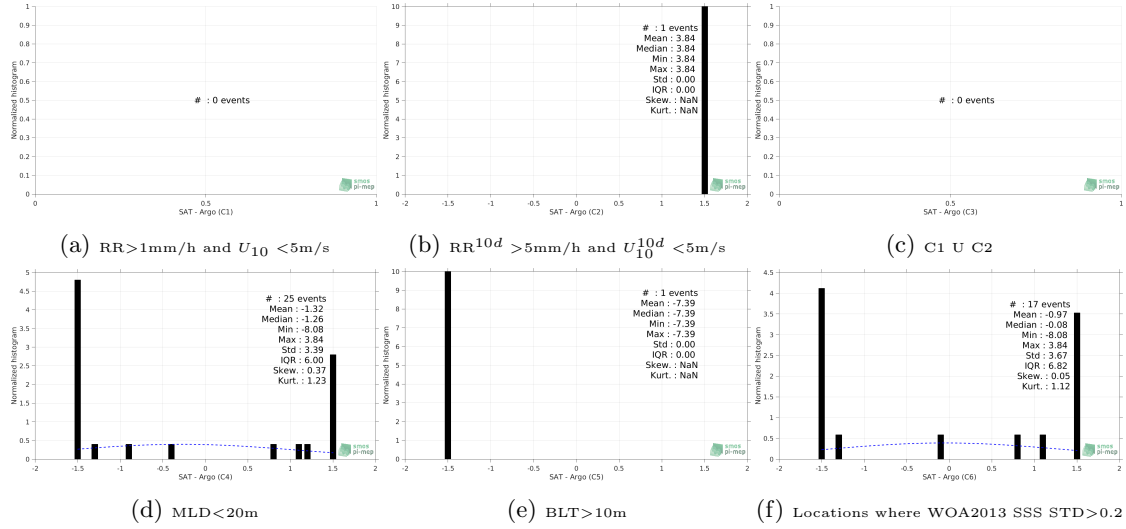 1
0.9
0.8
0.7
0.6
0.5
0.4
0.3
0.2
0.1
0
Normalized histogram
# : 0 events
0 0.5 1
SAT - Argo (C1)
smos
pi-mep
(a) RR>1mm/h and U10 <5m/s
10
9
8
7
6
5
4
3
2
1
0
Normalized histogram
# : 1 events
Mean : 3.84
Median : 3.84
Min : 3.84
Max : 3.84
Std : 0.00
IQR : 0.00
Skew. : NaN
Kurt. : NaN
-2 -1.5 -1 -0.5 0 0.5 1 1.5 2
SAT - Argo (C2)
smos
pi-mep
(b) RR10d >5mm/h and U10d10 <5m/s
1
0.9
0.8
0.7
0.6
0.5
0.4
0.3
0.2
0.1
0
Normalized histogram
# : 0 events
0 0.5 1
SAT - Argo (C3)
smos
pi-mep
(c) C1 U C2
5
4.5
4
3.5
3
2.5
2
1.5
1
0.5
0
Normalized histogram
# : 25 events
Mean : -1.32
Median : -1.26
Min : -8.08
Max : 3.84
Std : 3.39
IQR : 6.00
Skew. : 0.37
Kurt. : 1.23
-2 -1.5 -1 -0.5 0 0.5 1 1.5 2
SAT - Argo (C4)
smos
pi-mep
(d) MLD<20m
10
9
8
7
6
5
4
3
2
1
0
Normalized histogram
# : 1 events
Mean : -7.39
Median : -7.39
Min : -7.39
Max : -7.39
Std : 0.00
IQR : 0.00
Skew. : NaN
Kurt. : NaN
-2 -1.5 -1 -0.5 0 0.5 1 1.5 2
SAT - Argo (C5)
smos
pi-mep
(e) BLT>10m
4.5
4
3.5
3
2.5
2
1.5
1
0.5
0
Normalized histogram
# : 17 events
Mean : -0.97
Median : -0.08
Min : -8.08
Max : 3.84
Std : 3.67
IQR : 6.82
Skew. : 0.05
Kurt. : 1.12
-2 -1.5 -1 -0.5 0 0.5 1 1.5 2
SAT - Argo (C6)
smos
pi-mep
(f) Locations where WOA2013 SSS STD>0.2